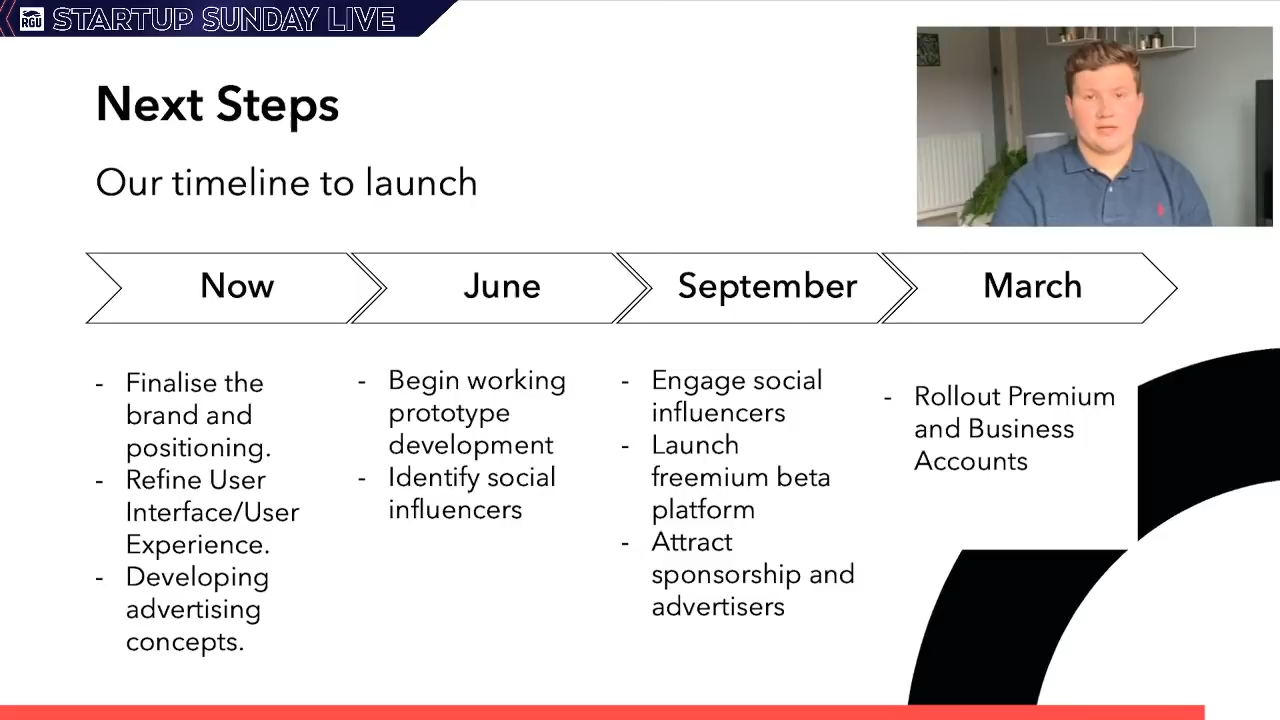 RGU STARTUP SUNDAY LIVE
Next Steps
Our timeline to launch
Now
June
September
March
- Finalise the
brand and
positioning.
- Refine User
Interface/User
Experience.
- Developing
advertising
concepts.
- Begin working
prototype
development
- Identify social
influencers
- Engage social
influencers
- Launch
freemium beta
platform
- Attract
sponsorship and
advertisers
- Rollout Premium
and Business
Accounts